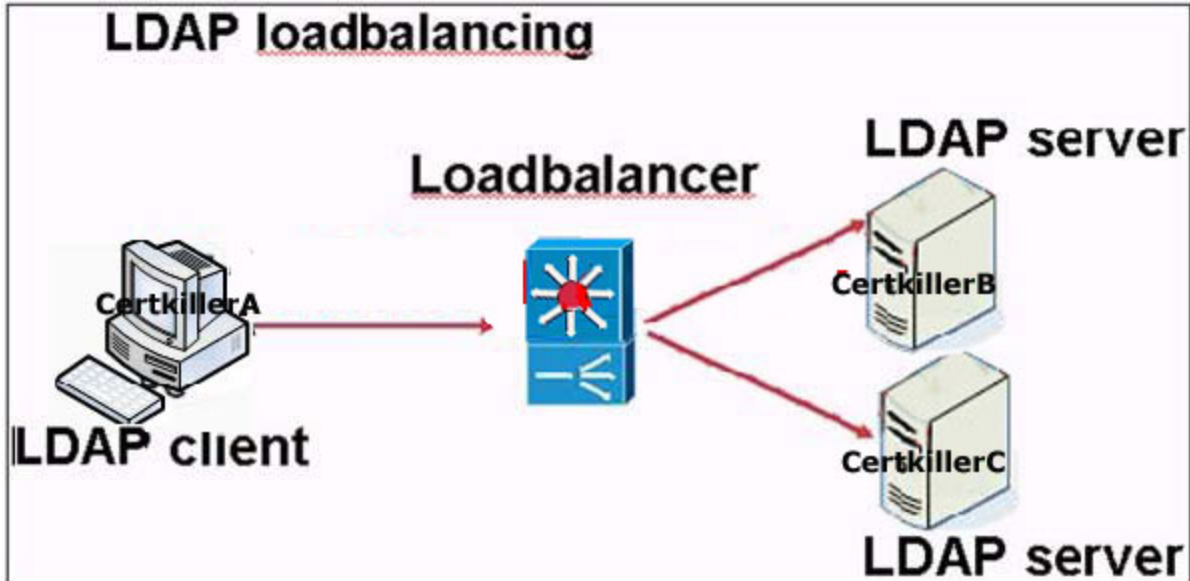 LDAP loadbalancing
LDAP server
Loadbalancer
CertkillerB
CertkillerA
LDAP client
CertkillerC
LDAP server